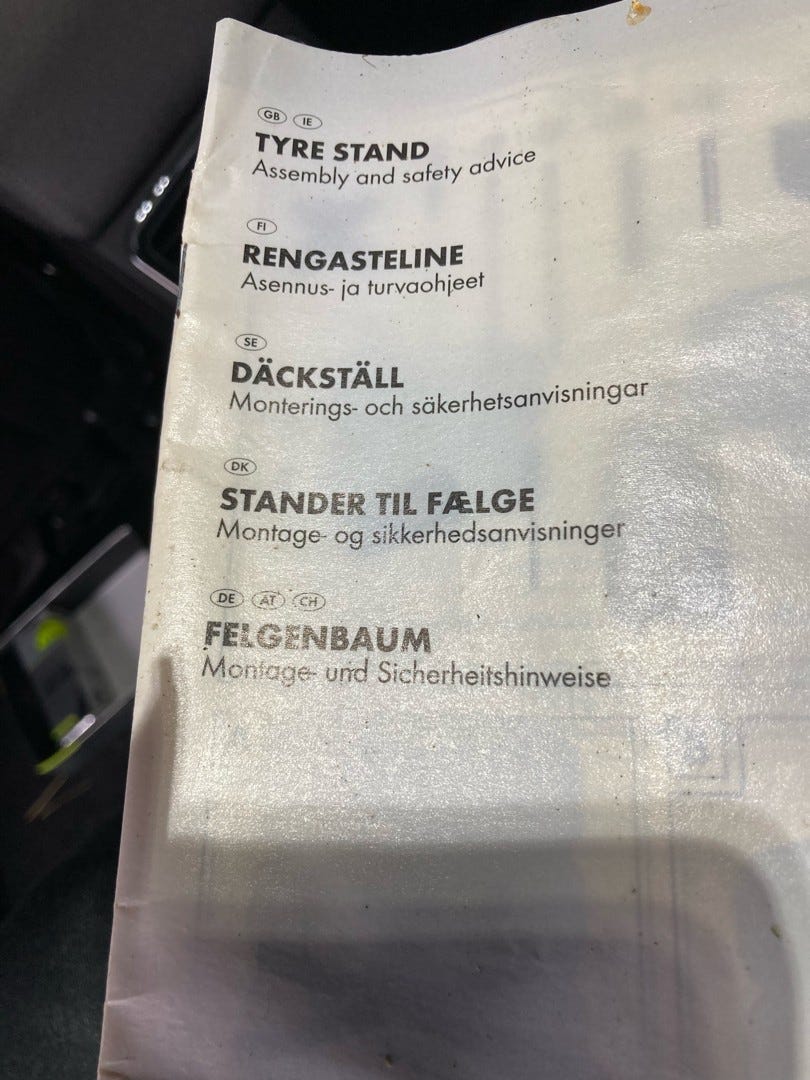 GB IE
TYRE STAND
Assembly and safety advice
FI
RENGASTELINE
Asennus- ja turvaohjeet
SE
DÄCKSTÄLL
Monterings- och säkerhetsanvisningar
DK
STANDER TIL FÆLGE
Montage- og sikkerhedsanvisninger
DE AT CH
FELGENBAUM
Montage- und Sicherheitshinweise